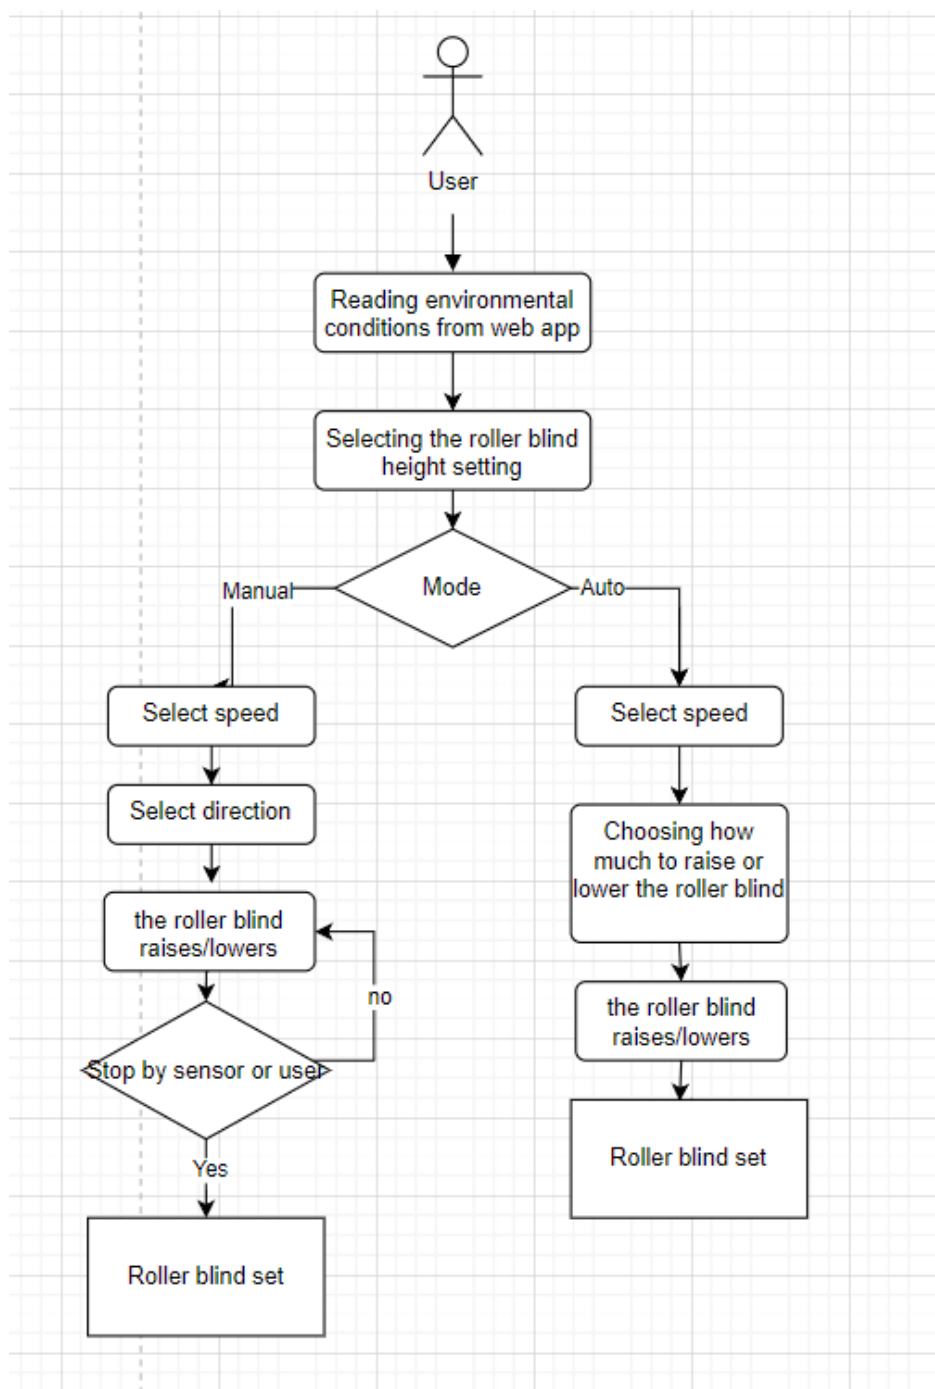 User
Reading environmental
conditions from web app
Selecting the roller blind
height setting
Mode
Manual
Auto
Select speed
Select direction
the roller blind
raises/lowers
no
Stop by sensor or user
Yes
Roller blind set
Select speed
Choosing how
much to raise or
lower the roller blind
the roller blind
raises/lowers
Roller blind set